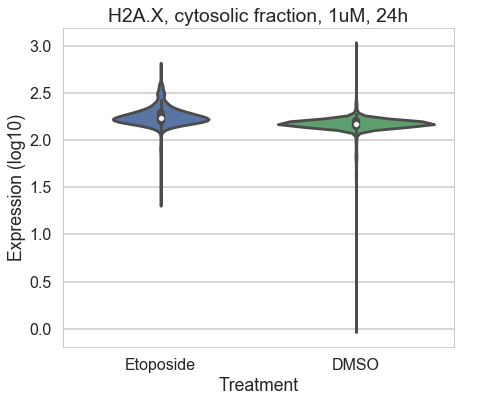 H2A.X, cytosolic fraction, 1uM, 24h
3.0
2.5
2.0
1.5
1.0
0.5
0.0
Expression (log10)
Etoposide
DMSO
Treatment